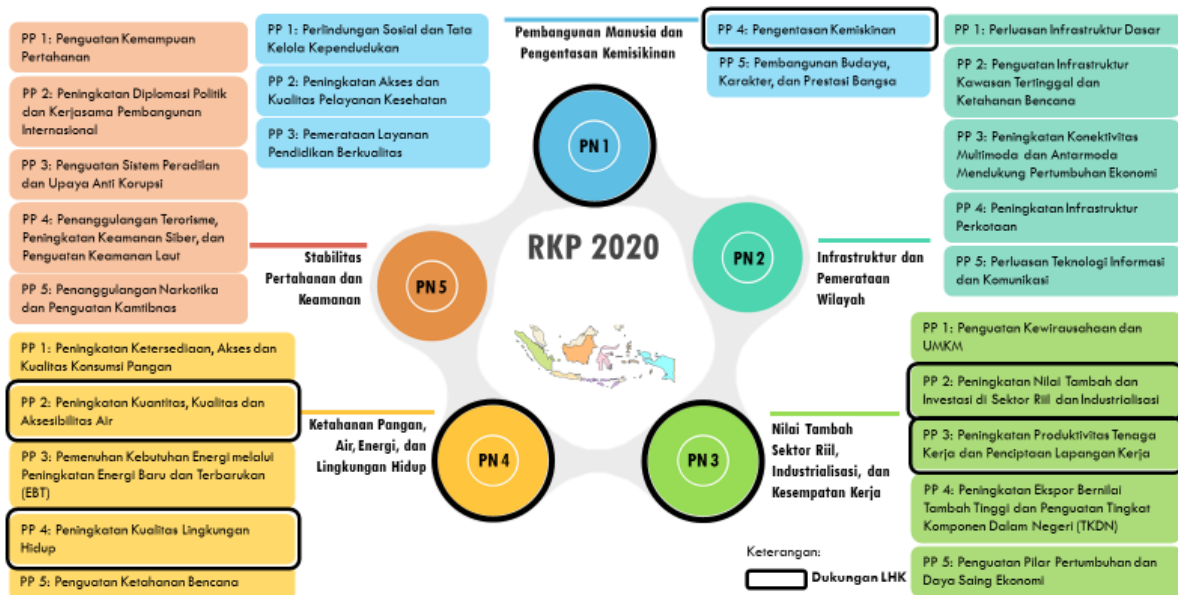 PP 1: Penguatan Kemampuan
Pertahanan
PP 2: Peningkatan Diplomasi Politik
dan Kerjasama Pembangunan
Internasional
PP 3: Penguatan Sistem Peradilan
dan Upaya Anti Korupsi
PP 4: Penanggulangan Terorisme,
Peningkatan Keamanan Siber, dan
Penguatan Keamanan Laut
PP 5: Penanggulangan Narkotika
dan Penguatan Kamtibnas
PP 1: Perlindungan Sosial dan Tata
Kelola Kependudukan
PP 2: Peningkatan Akses dan
Kualitas Pelayanan Kesehatan
PP 3: Pemerataan Layanan
Pendidikan Berkualitas
Pembangunan Manusia dan
Pengentasan Kemisikinan
PP 4: Pengentasan Kemiskinan
PP 5: Pembangunan Budaya,
Karakter, dan Prestasi Bangsa
PP 1: Perluasan Infrastruktur Dasar
PP 2: Penguatan Infrastruktur
Kawasan Tertinggal dan
Ketahanan Bencana
PP 3: Peningkatan Konektivitas
Multimoda dan Antarmoda
Mendukung Pertumbuhan Ekonomi
PP 4: Peningkatan Infrastruktur
Perkotaan
PP 5: Perluasan Teknologi Informasi
dan Komunikasi
PN 1
RKP 2020
PN 2
Infrastruktur dan
Pemerataan
Wilayah
PN 5
Stabilitas
Pertahanan dan
Keamanan
PP 1: Peningkatan Ketersediaan, Akses dan
Kualitas Konsumsi Pangan
PP 2: Peningkatan Kuantitas, Kualitas dan
Aksesibilitas Air
PP 3: Pemenuhan Kebutuhan Energi melalui
Peningkatan Energi Baru dan Terbarukan
(EBT)
PP 4: Peningkatan Kualitas Lingkungan
Hidup
PP 5: Penguatan Ketahanan Bencana
Ketahanan Pangan,
Air, Energi, dan
Lingkungan Hidup
PN 4
PN 3
Nilai Tambah
Sektor Riil,
Industrialisasi, dan
Kesempatan Kerja
PP 1: Penguatan Kewirausahaan dan
UMKM
PP 2: Peningkatan Nilai Tambah dan
Investasi di Sektor Riil dan Industrialisasi
PP 3: Peningkatan Produktivitas Tenaga
Kerja dan Penciptaan Lapangan Kerja
PP 4: Peningkatan Ekspor Bernilai
Tambah Tinggi dan Penguatan Tingkat
Komponen Dalam Negeri (TKDN)
PP 5: Penguatan Pilar Pertumbuhan dan
Daya Saing Ekonomi
Keterangan:
Dukungan LHK